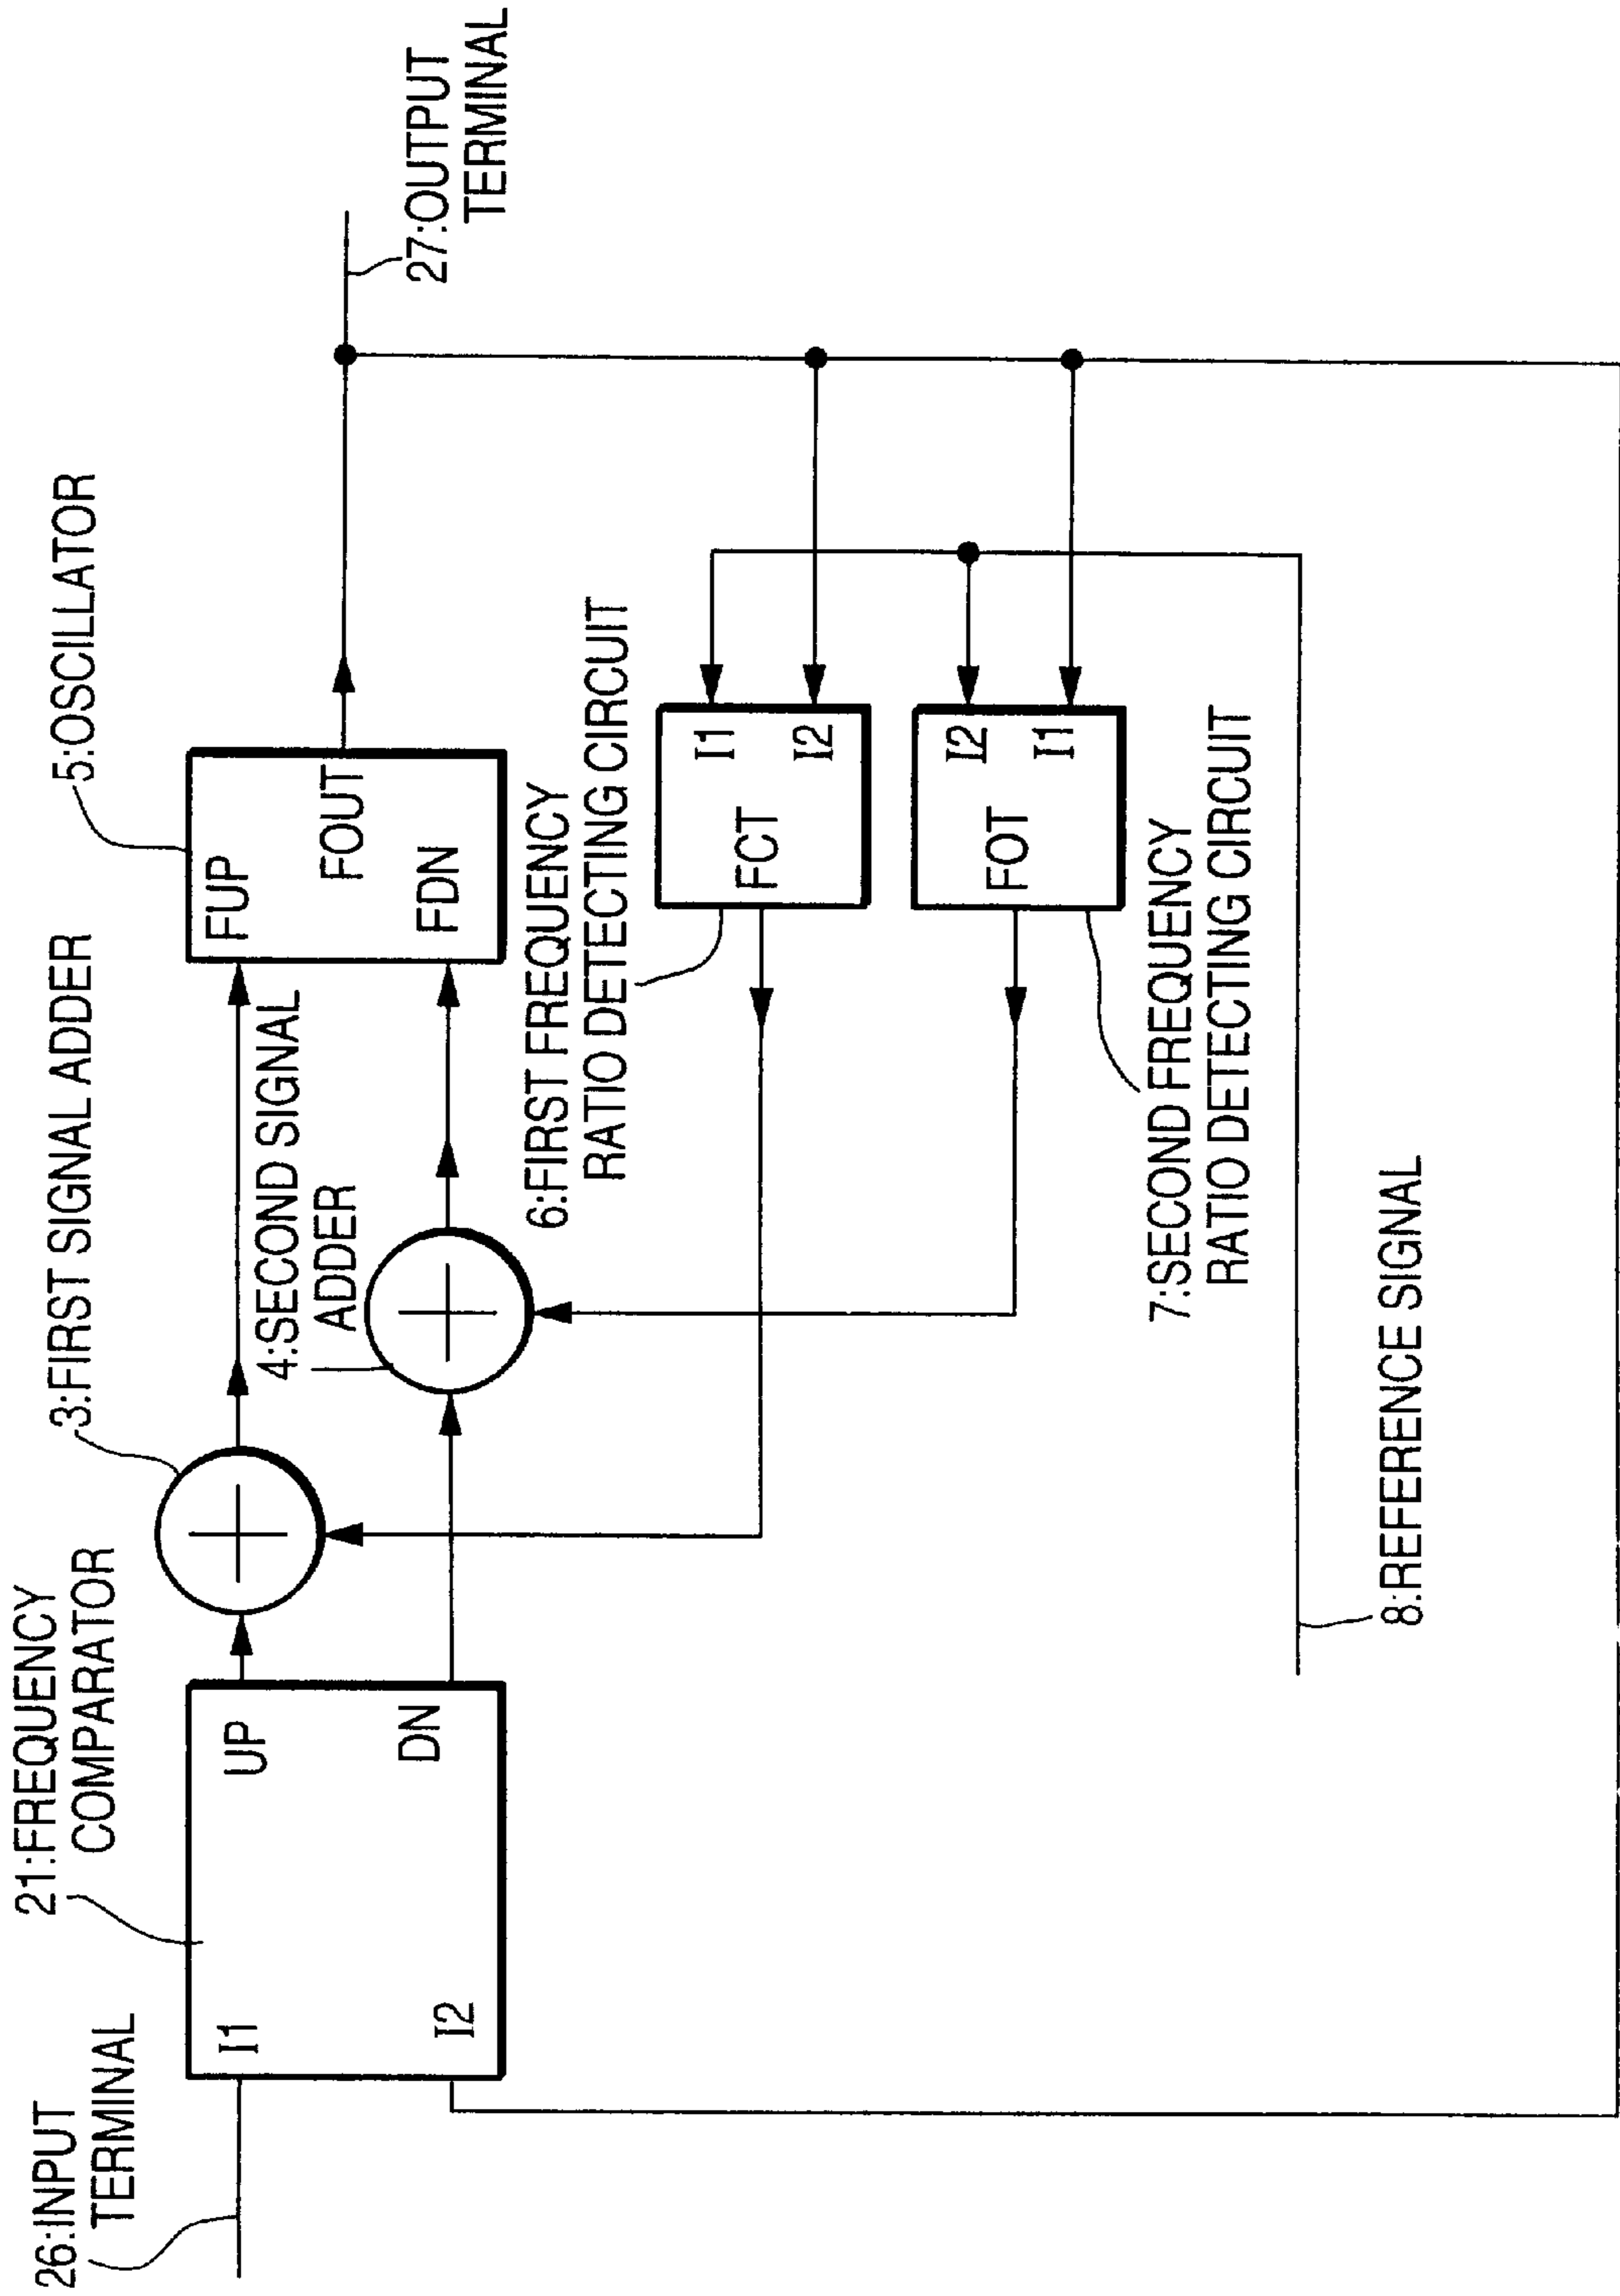 26:INPUT
TERMINAL
21:FREQUENCY
COMPARATOR
3:FIRST SIGNAL ADDER
5:OSCILLATOR
27:OUTPUT
TERMINAL
I1
UP
I2
DN
4:SECOND SIGNAL
ADDER
FUP
FOUT
FDN
6:FIRST FREQUENCY
RATIO DETECTING CIRCUIT
FCT
I1
I2
FOT
I2
I1
7:SECOND FREQUENCY
RATIO DETECTING CIRCUIT
8:REFERENCE SIGNAL